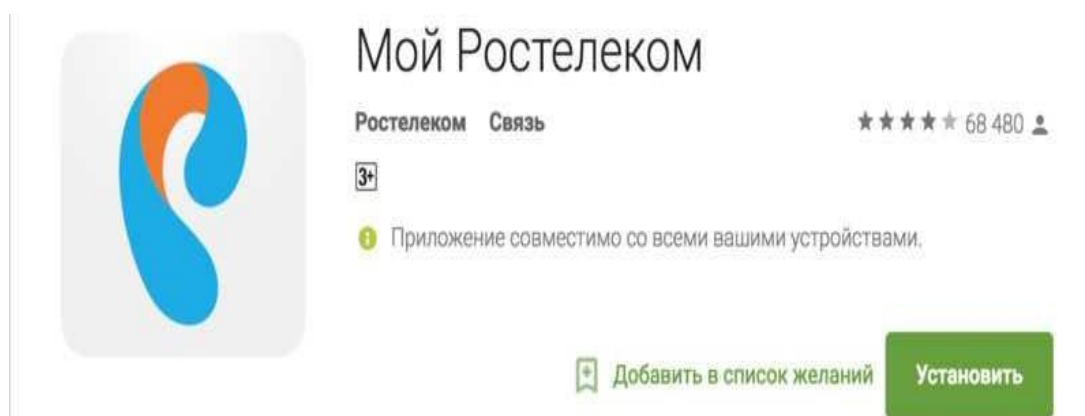 Мой Ростелеком
Ростелеком Связь 68 480
3+
Приложение совместимо со всеми вашими устройствами.
Добавить в список желаний Установить